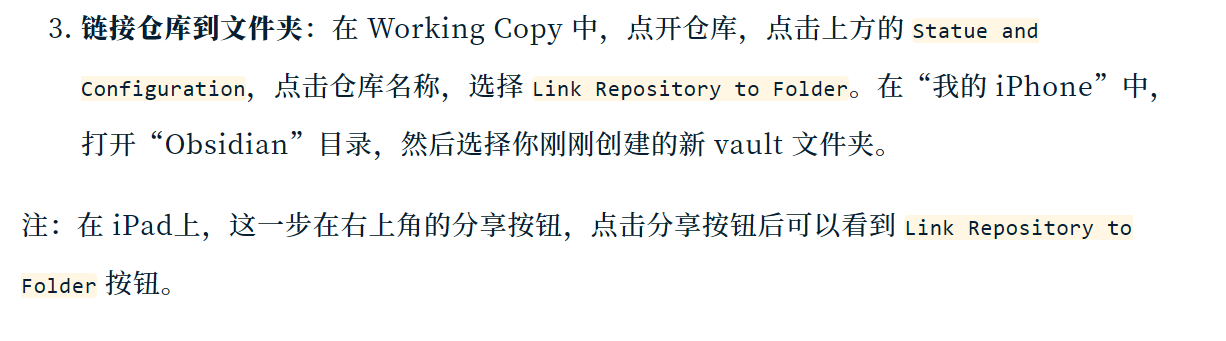 3. 链接仓库到文件夹：在 Working Copy 中，点开仓库，点击上方的 Statue and
Configuration，点击仓库名称，选择 Link Repository to Folder。在“我的 iPhone”中，
打开“Obsidian”目录，然后选择你刚刚创建的新 vault 文件夹。
注：在 iPad上，这一步在右上角的分享按钮，点击分享按钮后可以看到 Link Repository to
Folder 按钮。